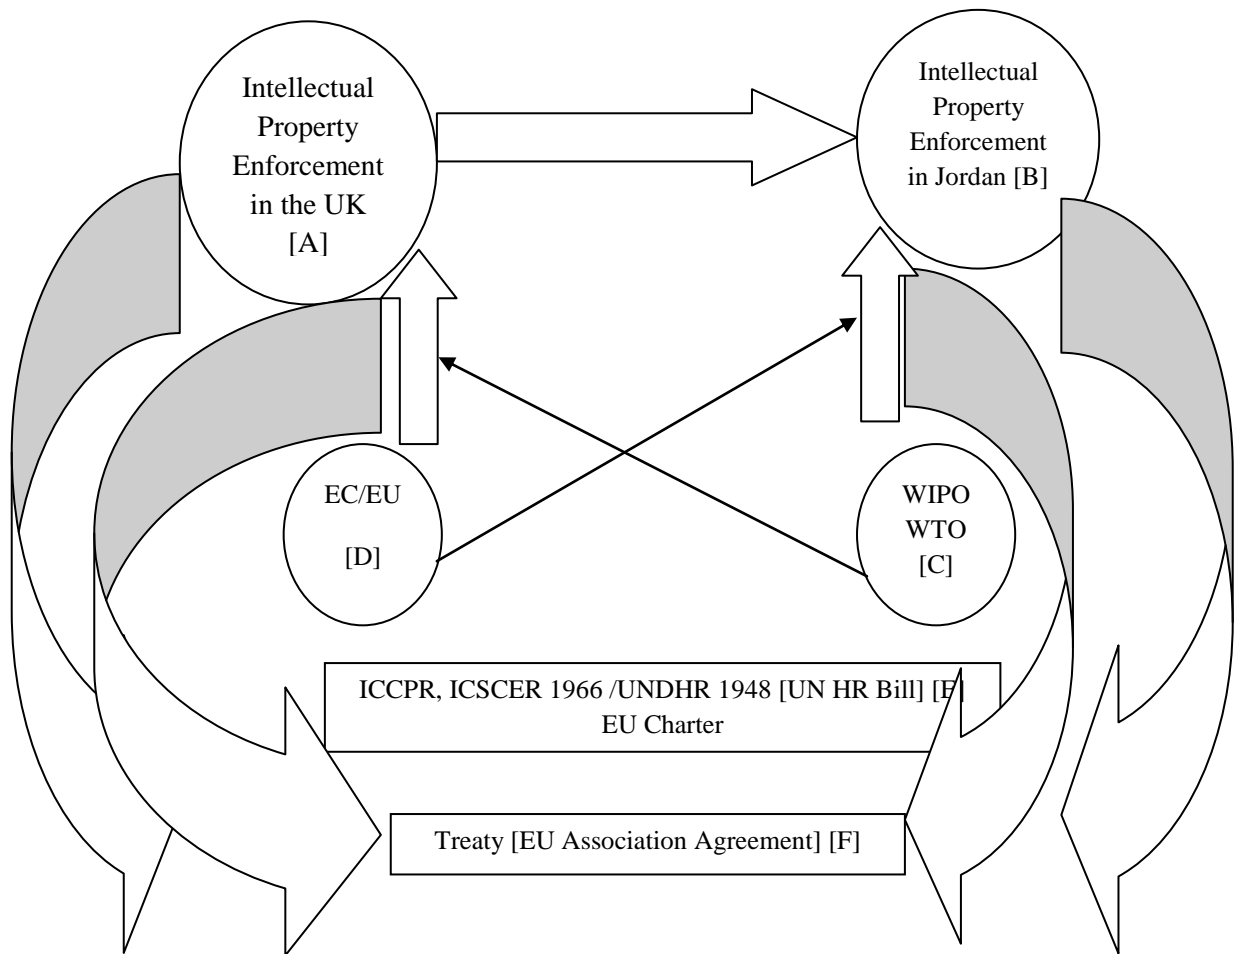 Intellectual
Property
Enforcement
in the UK
[A]
Intellectual
Property
Enforcement
in Jordan [B]
EC/EU
[D]
WIPO
WTO
[C]
ICCPR, ICSCER 1966 /UNDHR 1948 [UN HR Bill] [E]
EU Charter
Treaty [EU Association Agreement] [F]